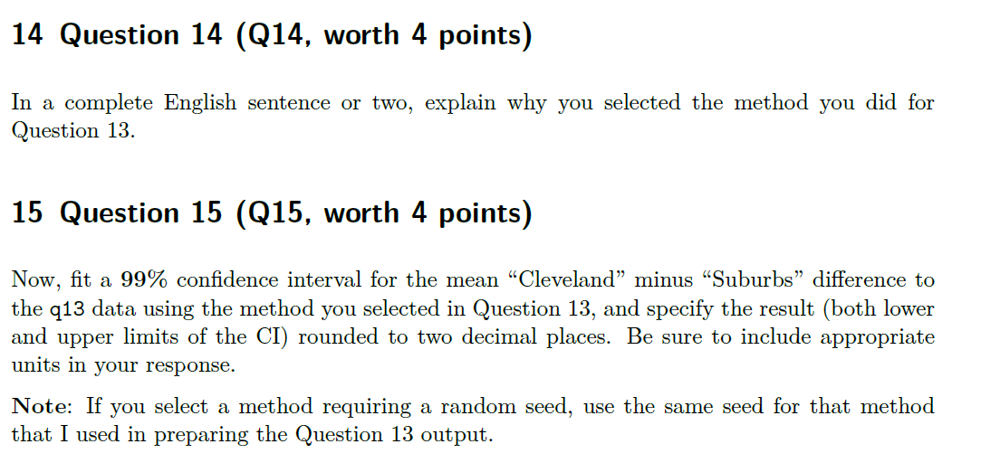 14 Question 14 (Q14, worth 4 points)
In a complete English sentence or two, explain why you selected the method you did for
Question 13.
15 Question 15 (Q15, worth 4 points)
Now, fit a 99% confidence interval for the mean “Cleveland” minus “Suburbs” difference to
the q13 data using the method you selected in Question 13, and specify the result (both lower
and upper limits of the CI) rounded to two decimal places. Be sure to include appropriate
units in your response.
Note: If you select a method requiring a random seed, use the same seed for that method
that I used in preparing the Question 13 output.